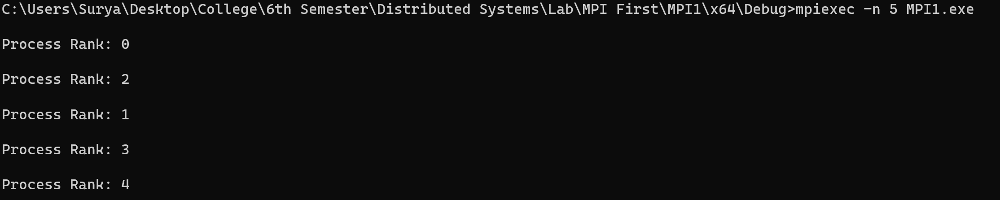 C:\Users\Surya\Desktop\College\6th Semester\Distributed Systems\Lab\MPI First\MPI1\x64\Debug>mpiexec -n 5 MPI1.exe
Process Rank: 0
Process Rank: 2
Process Rank: 1
Process Rank: 3
Process Rank: 4